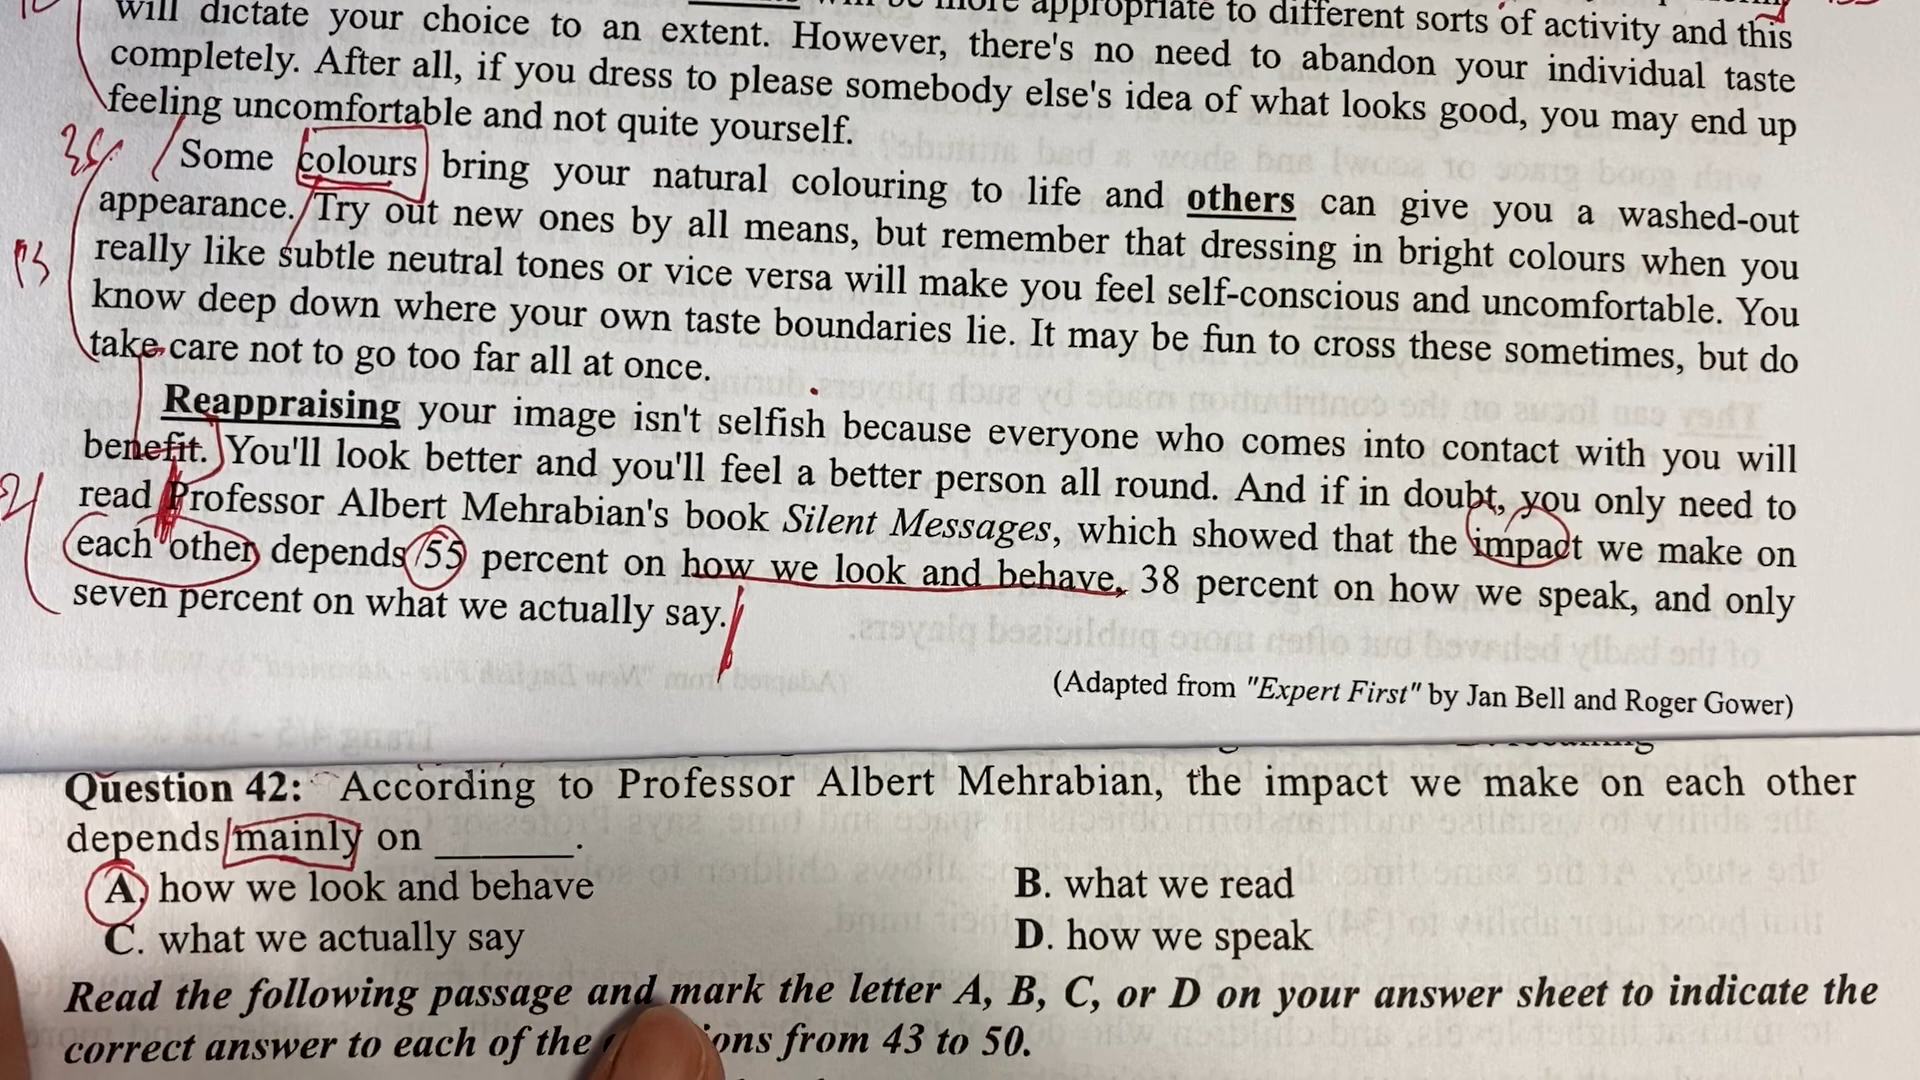 will be more appropriate to different sorts of activity and this
will dictate your choice to an extent. However, there's no need to abandon your individual taste
completely. After all, if you dress to please somebody else's idea of what looks good, you may end up
feeling uncomfortable and not quite yourself.
Some colours bring your natural colouring to life and others can give you a washed-out
appearance. Try out new ones by all means, but remember that dressing in bright colours when you
really like subtle neutral tones or vice versa will make you feel self-conscious and uncomfortable. You
know deep down where your own taste boundaries lie. It may be fun to cross these sometimes, but do
take care not to go too far all at once.
Reappraising your image isn't selfish because everyone who comes into contact with you will
benefit. You'll look better and you'll feel a better person all round. And if in doubt, you only need to
read Professor Albert Mehrabian's book Silent Messages, which showed that the impact we make on
each other depends 55 percent on how we look and behave, 38 percent on how we speak, and only
seven percent on what we actually say.
(Adapted from "Expert First" by Jan Bell and Roger Gower)
Question 42: According to Professor Albert Mehrabian, the impact we make on each other
depends mainly on _______.
A. how we look and behave B. what we read
C. what we actually say D. how we speak
Read the following passage and mark the letter A, B, C, or D on your answer sheet to indicate the
correct answer to each of the ions from 43 to 50.